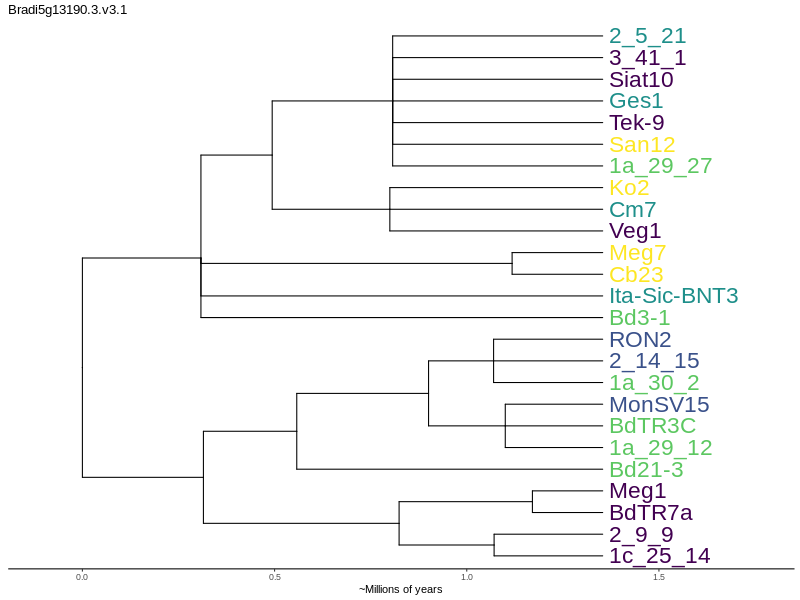 Bradi5g13190.3.v3.1
2_5_21
3_41_1
Siat10
Ges1
Tek-9
San12
1a_29_27
Ko2
Cm7
Veg1
Meg7
Cb23
Ita-Sic-BNT3
Bd3-1
RON2
2_14_15
1a_30_2
MonSV15
BdTR3C
1a_29_12
Bd21-3
Meg1
BdTR7a
2_9_9
1c_25_14
0.0 0.5 1.0 1.5
~Millions of years